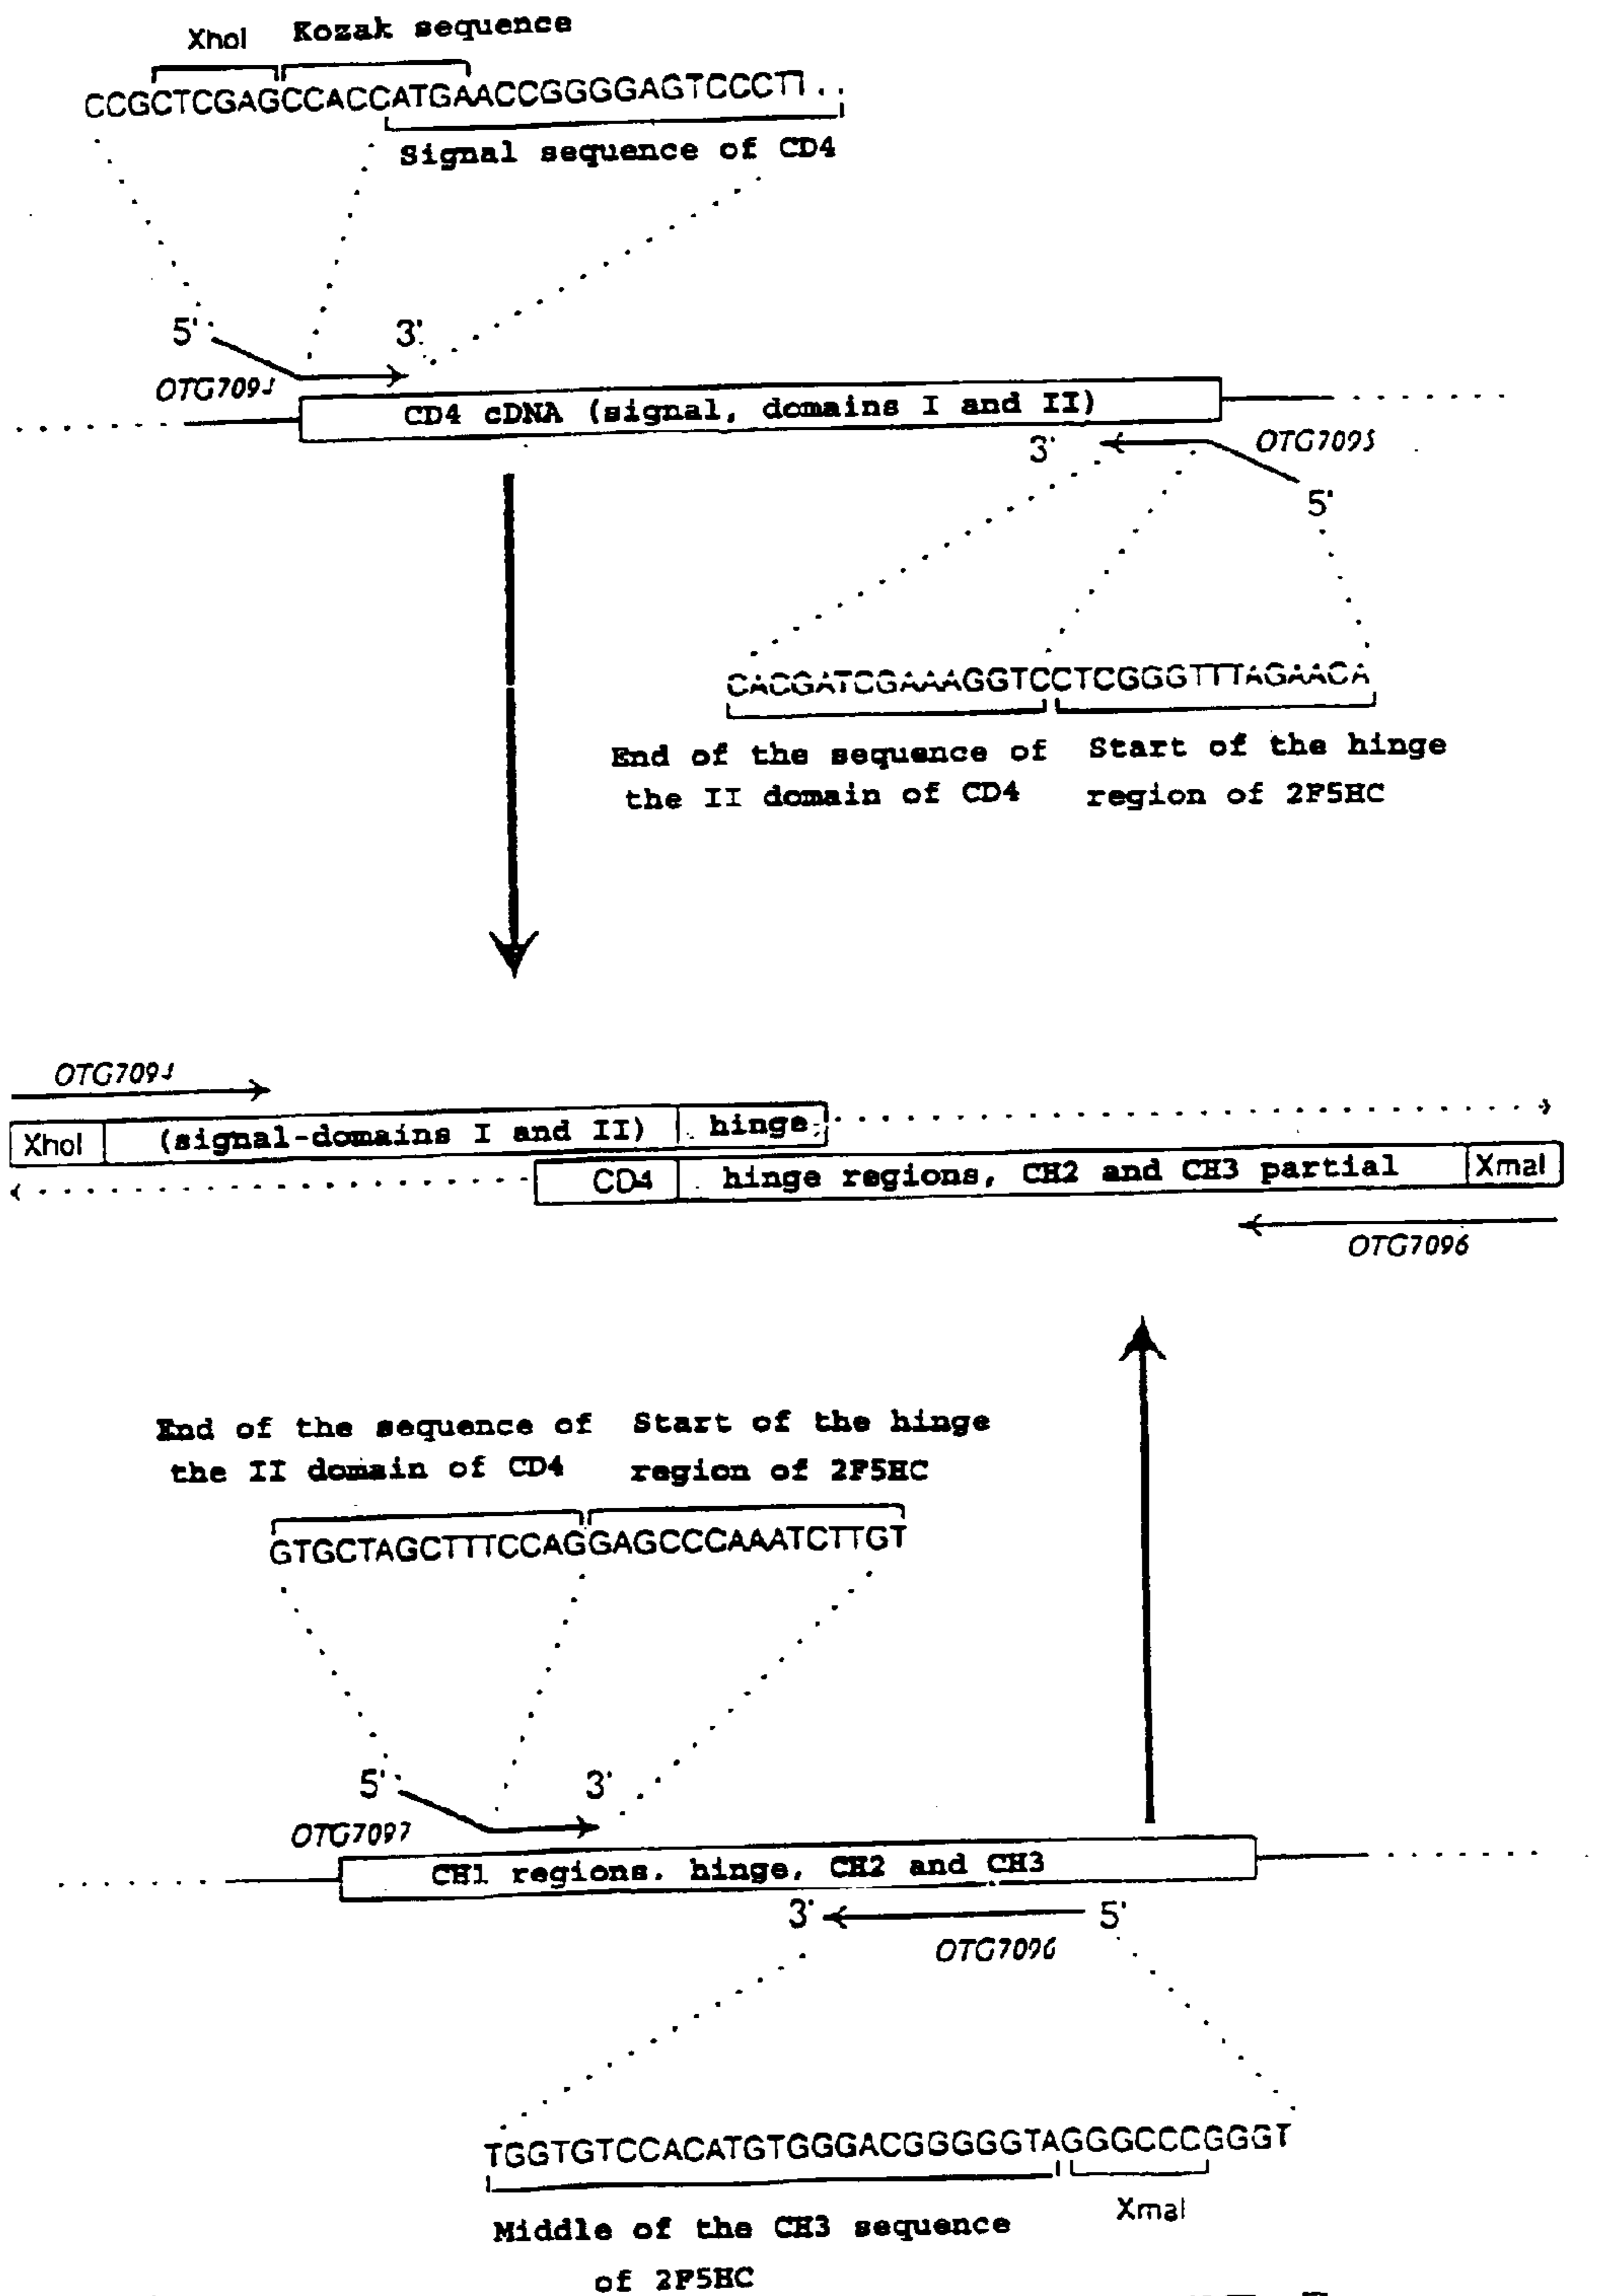 XhoI Kozak sequence
CCGCTCGAGCCACCATGAACCGGGGAGTCCCTT..
Signal sequence of CD4
5' 3'
OTG7094
CD4 cDNA (signal, domains I and II)
3' OTG7095
5'
CACGATCGAAAGGTCCTCGGGTTTAGAACA
End of the sequence of Start of the hinge
the II domain of CD4 region of 2F5HC
OTG7094
XhoI (signal-domains I and II) hinge
CD4 hinge regions, CH2 and CH3 partial XmaI
OTG7096
End of the sequence of Start of the hinge
the II domain of CD4 region of 2F5HC
GTGCTAGCTTTCCAGGAGCCCAAATCTTGT
5' 3'
OTG7097
CH1 regions. hinge, CH2 and CH3
3' 5'
OTG7096
TGGTGTCCACATGTGGGACGGGGGTAGGGCCCGGGT
XmaI
Middle of the CH3 sequence
of 2F5HC